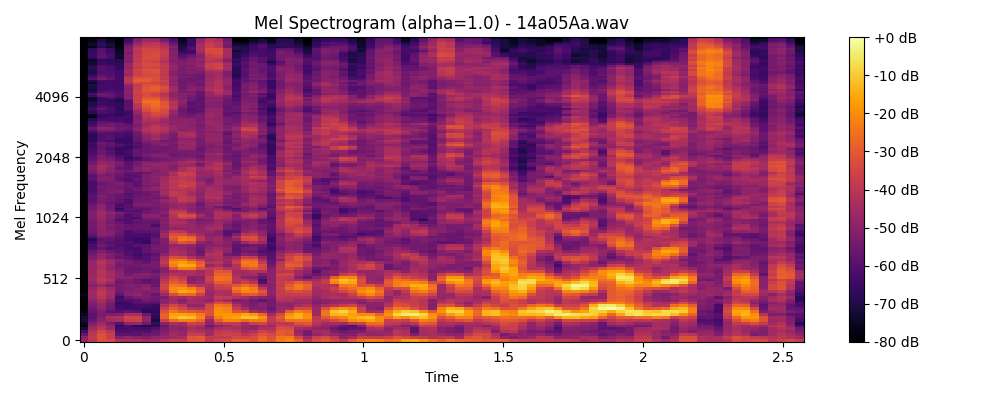 Mel Spectrogram (alpha=1.0) - 14a05Aa.wav
Mel Frequency
4096
2048
1024
512
0
0
0.5
1
1.5
2
2.5
Time
+0 dB
-10 dB
-20 dB
-30 dB
-40 dB
-50 dB
-60 dB
-70 dB
-80 dB